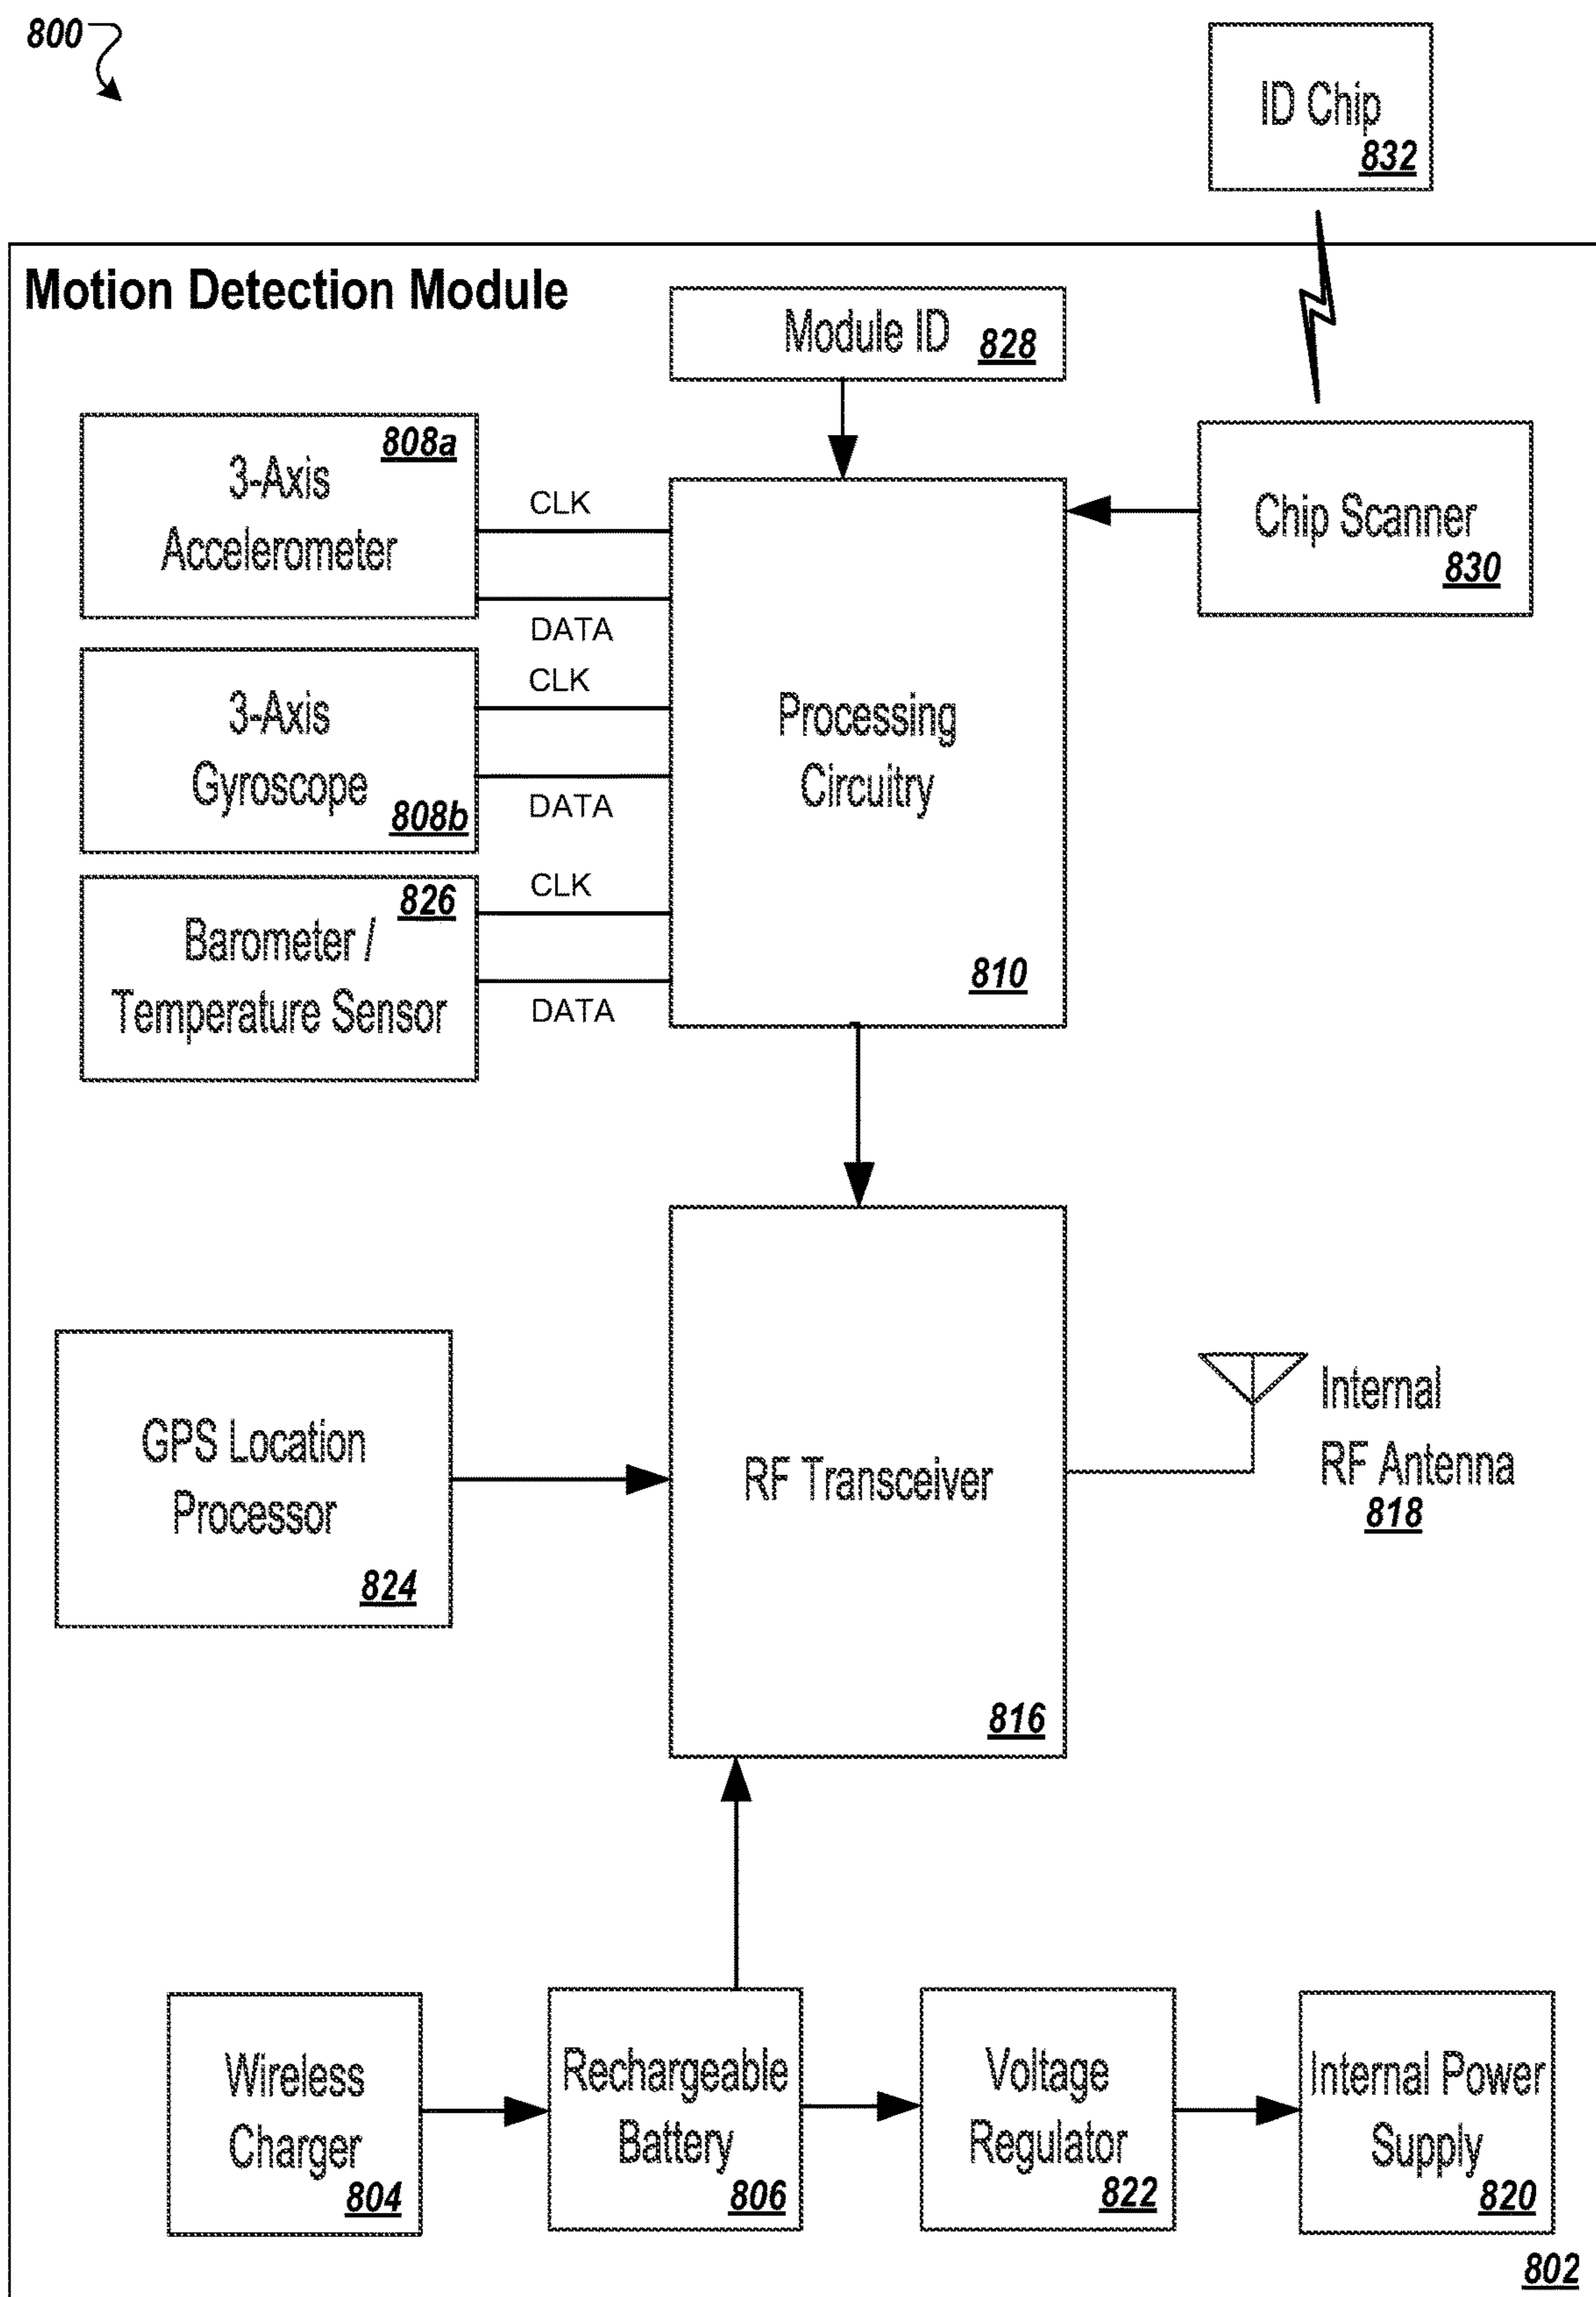 800
ID Chip
832
Motion Detection Module
Module ID
828
808a
3-Axis
Accelerometer
CLK
DATA
Chip Scanner
830
3-Axis
Gyroscope
808b
CLK
DATA
Processing
Circuitry
810
826
Barometer /
Temperature Sensor
CLK
DATA
GPS Location
Processor
824
RF Transceiver
816
Internal
RF Antenna
818
Wireless
Charger
804
Rechargeable
Battery
806
Voltage
Regulator
822
Internal Power
Supply
820
802